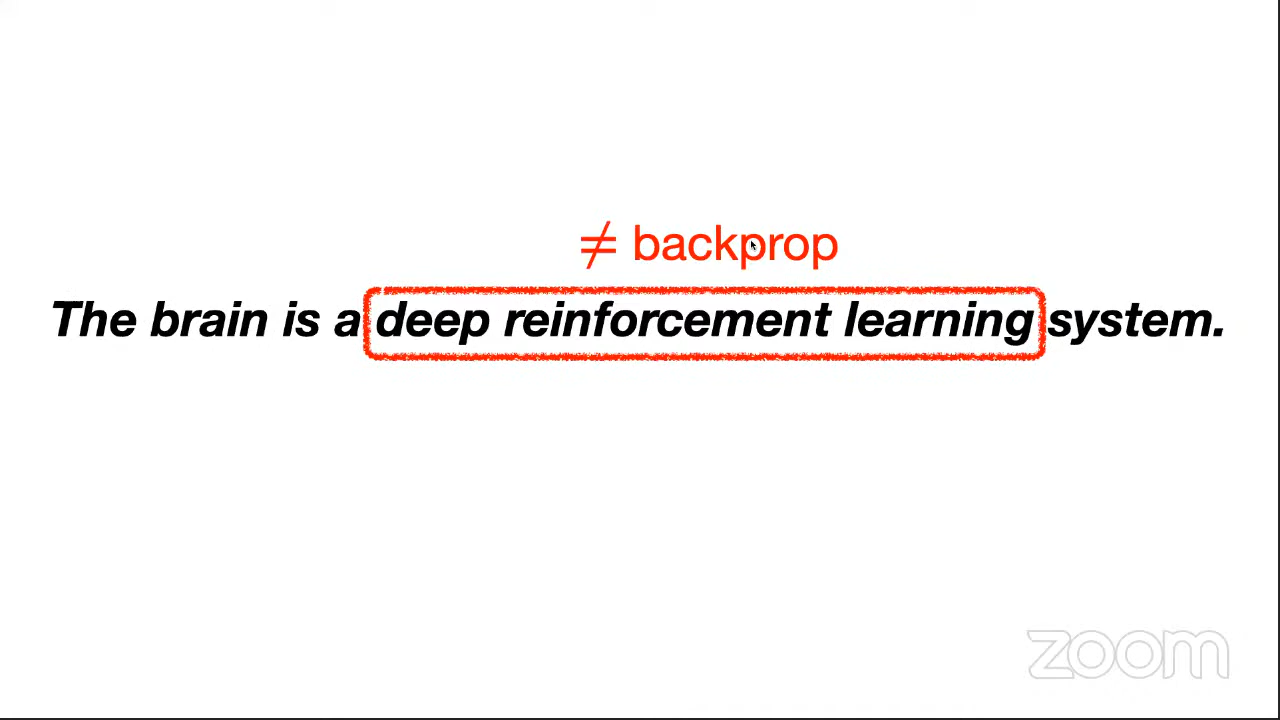 ≠ backprop
The brain is a deep reinforcement learning system.
zoom